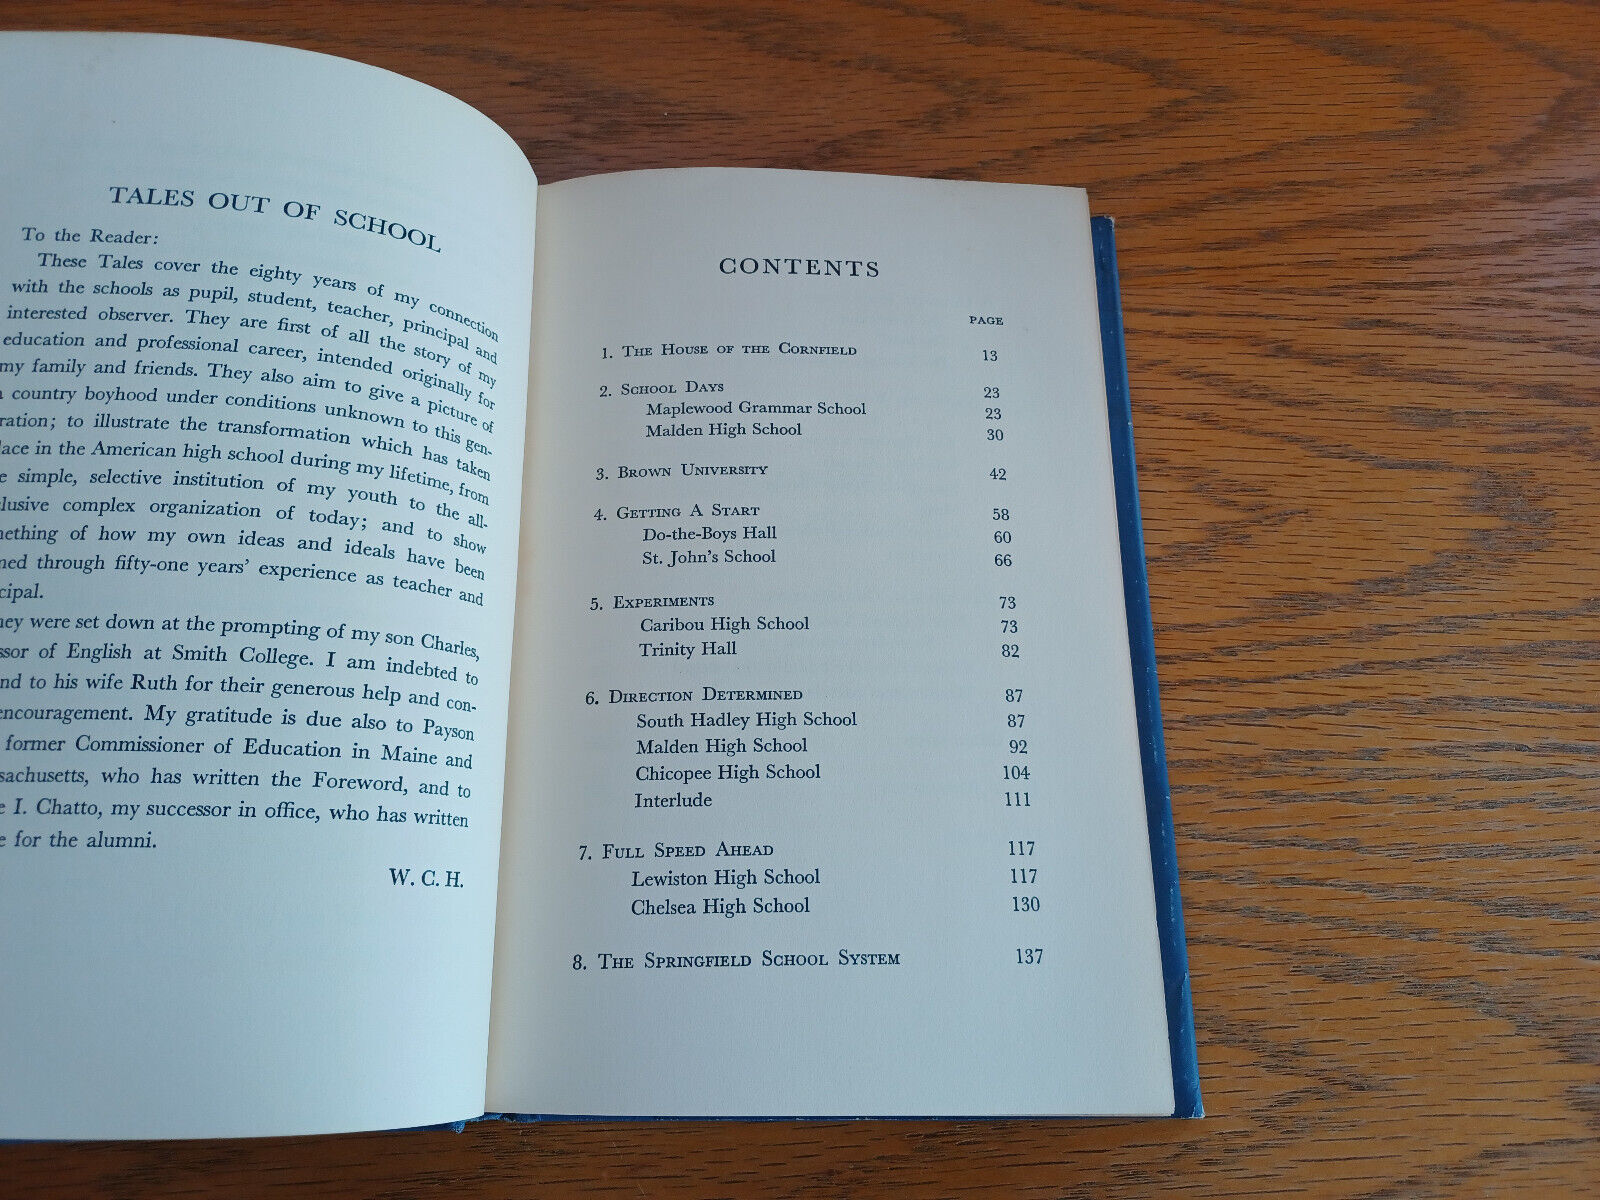 TALES OUT OF SCHOOL
To the Reader:
These Tales cover the eighty years of my connection
with the schools as pupil, student, teacher, principal and
interested observer. They are first of all the story of my
education and professional career, intended originally for
my family and friends. They also aim to give a picture of
country boyhood under conditions unknown to this gen-
ration; to illustrate the transformation which has taken
lace in the American high school during my lifetime, from
e simple, selective institution of my youth to the all-
clusive complex organization of today; and to show
mething of how my own ideas and ideals have been
ned through fifty-one years' experience as teacher and
cipal.
hey were set down at the prompting of my son Charles,
ssor of English at Smith College. I am indebted to
nd to his wife Ruth for their generous help and con-
encouragement. My gratitude is due also to Payson
former Commissioner of Education in Maine and
sachusetts, who has written the Foreword, and to
e I. Chatto, my successor in office, who has written
e for the alumni.
W. C. H.
CONTENTS
PAGE
1. The House of the Cornfield 13
2. School Days 23
Maplewood Grammar School 23
Malden High School 30
3. Brown University 42
4. Getting A Start 58
Do-the-Boys Hall 60
St. John's School 66
5. Experiments 73
Caribou High School 73
Trinity Hall 82
6. Direction Determined 87
South Hadley High School 87
Malden High School 92
Chicopee High School 104
Interlude 111
7. Full Speed Ahead 117
Lewiston High School 117
Chelsea High School 130
8. The Springfield School System 137